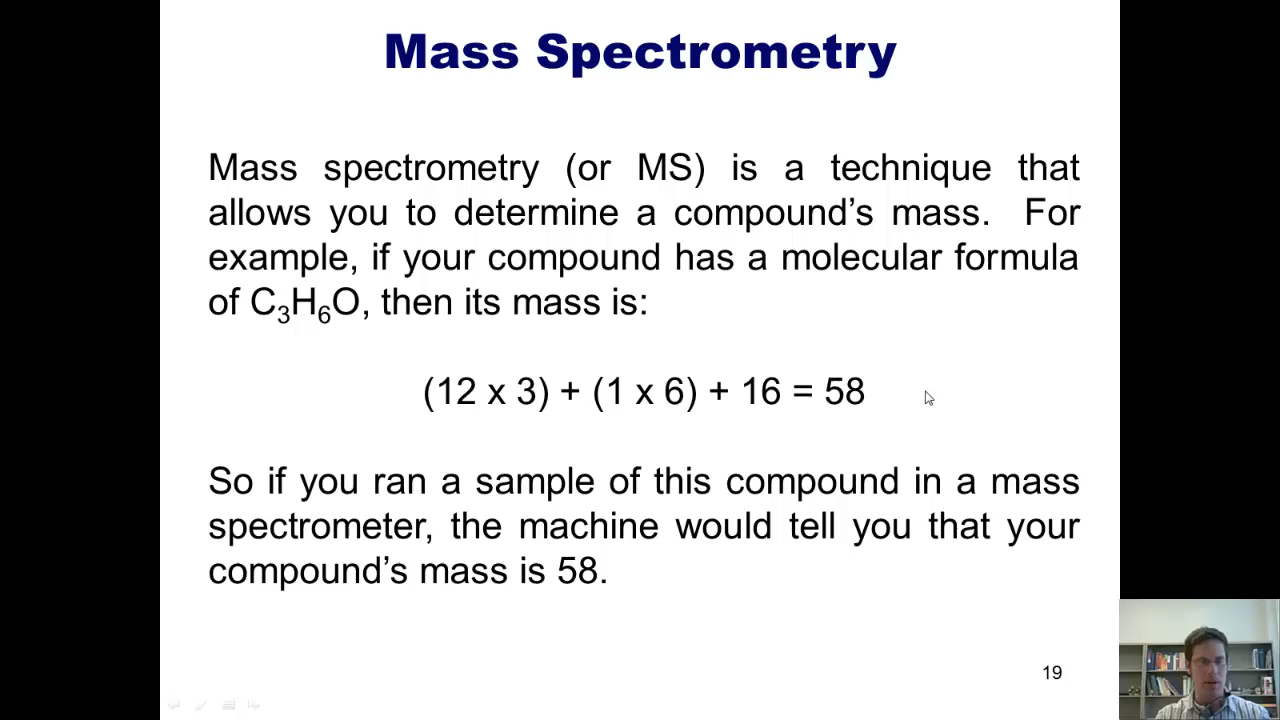 Mass Spectrometry
Mass spectrometry (or MS) is a technique that
allows you to determine a compound’s mass. For
example, if your compound has a molecular formula
of C₃H₆O, then its mass is:
(12 x 3) + (1 x 6) + 16 = 58
So if you ran a sample of this compound in a mass
spectrometer, the machine would tell you that your
compound’s mass is 58.
19